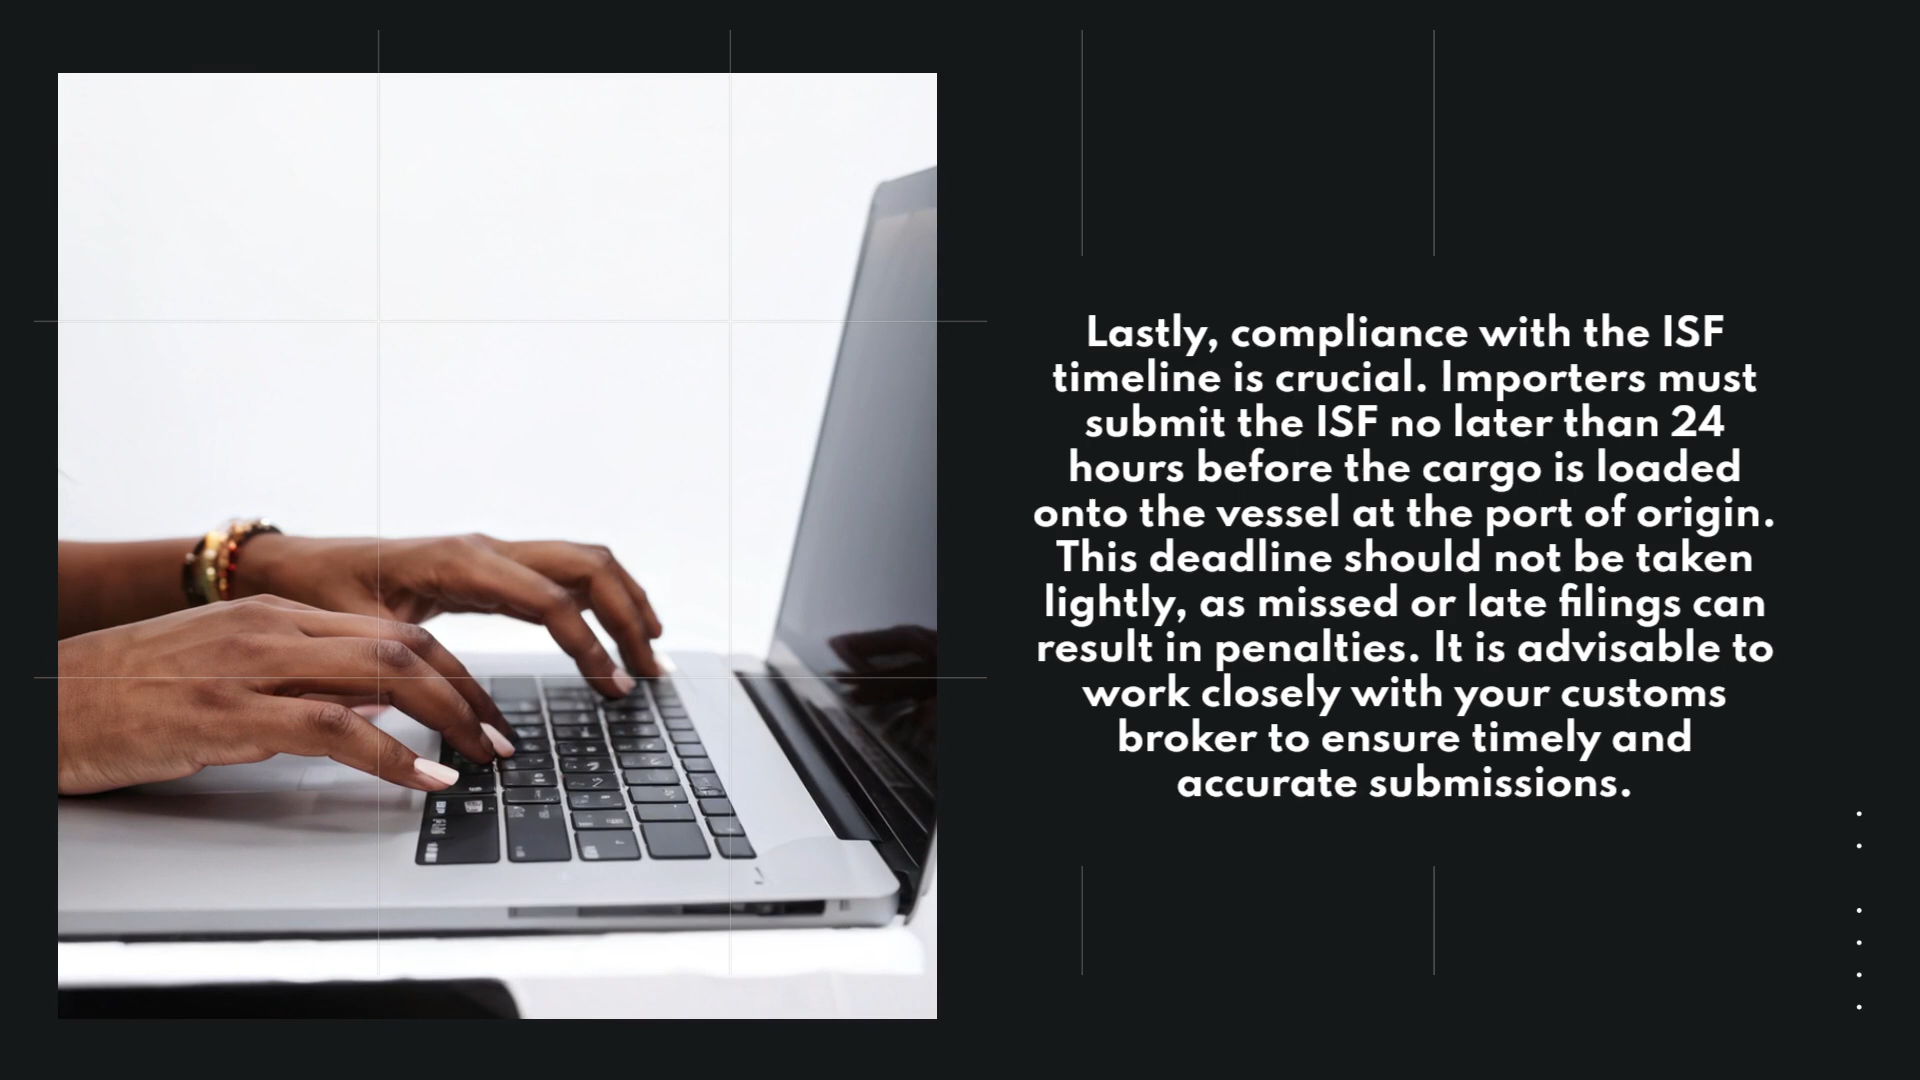 Lastly, compliance with the ISF
timeline is crucial. Importers must
submit the ISF no later than 24
hours before the cargo is loaded
onto the vessel at the port of origin.
This deadline should not be taken
lightly, as missed or late filings can
result in penalties. It is advisable to
work closely with your customs
broker to ensure timely and
accurate submissions.